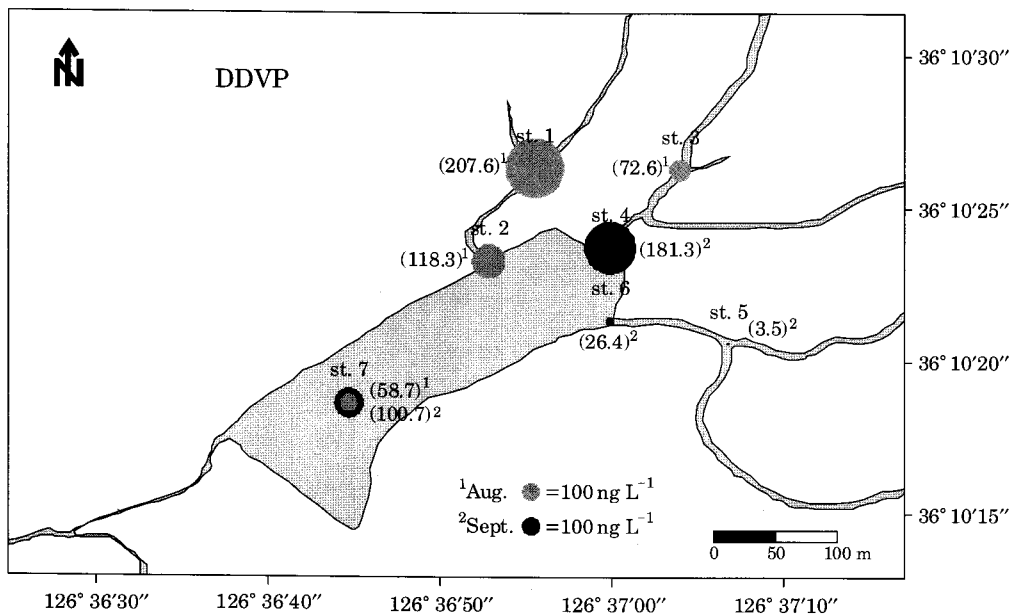 N
DDVP
36° 10′30″
st. 1
st. 3
(207.6)¹
(72.6)¹
36° 10′25″
st. 2
st. 4
(118.3)¹
(181.3)²
st. 6
st. 5
(3.5)²
(26.4)²
36° 10′20″
st. 7
(58.7)¹
(100.7)²
¹Aug. =100 ng L⁻¹
²Sept. =100 ng L⁻¹
36° 10′15″
0 50 100 m
126° 36′30″ 126° 36′40″ 126° 36′50″ 126° 37′00″ 126° 37′10″